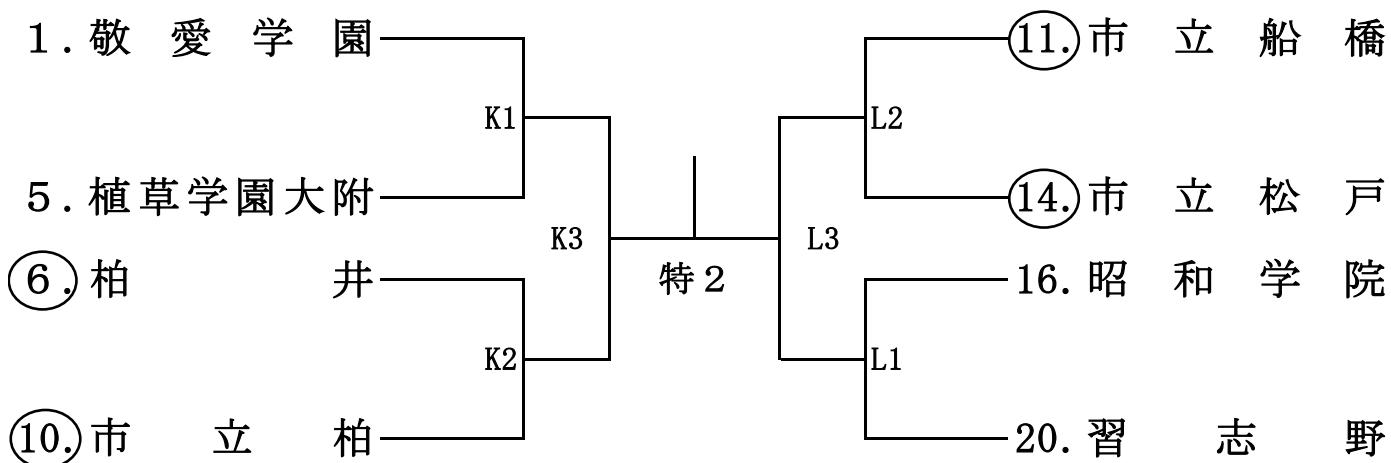 1.敬愛学園
11.市立船橋
K1
L2
5.植草学園大附
14.市立松戸
K3
L3
特2
6.柏井
16.昭和学院
K2
L1
10.市立柏
20.習志野